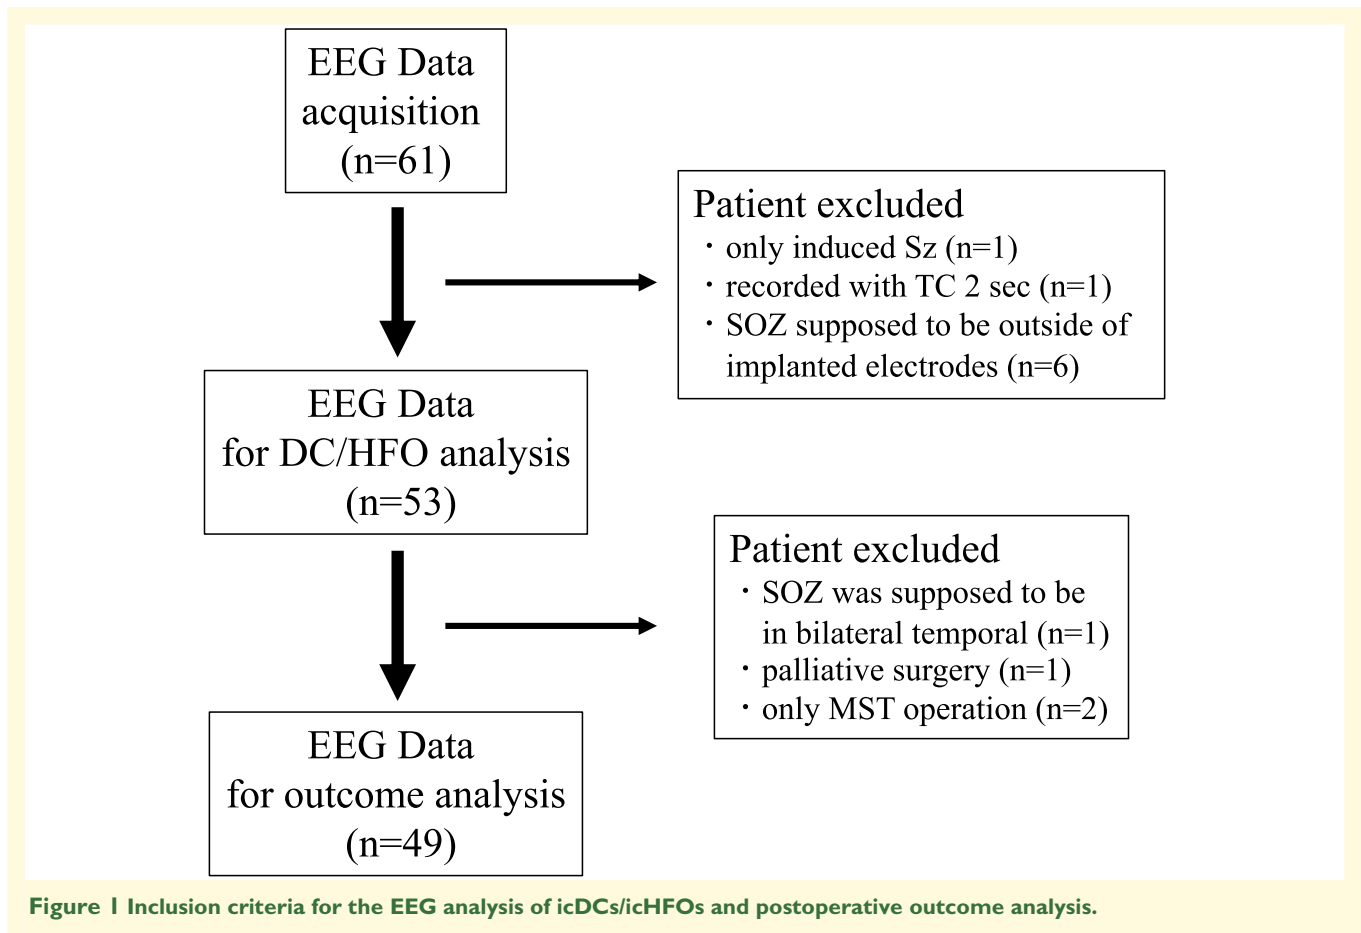 EEG Data
acquisition
(n=61)
Patient excluded
・only induced Sz (n=1)
・recorded with TC 2 sec (n=1)
・SOZ supposed to be outside of
implanted electrodes (n=6)
EEG Data
for DC/HFO analysis
(n=53)
Patient excluded
・SOZ was supposed to be
in bilateral temporal (n=1)
・palliative surgery (n=1)
・only MST operation (n=2)
EEG Data
for outcome analysis
(n=49)
Figure 1 Inclusion criteria for the EEG analysis of icDCs/icHFOs and postoperative outcome analysis.